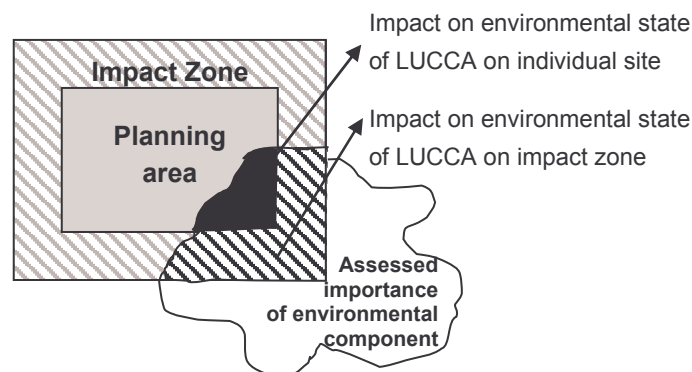 Impact on environmental state
of LUCCA on individual site
Impact Zone
Impact on environmental state
of LUCCA on impact zone
Planning
area
Assessed
importance
of environmental
component